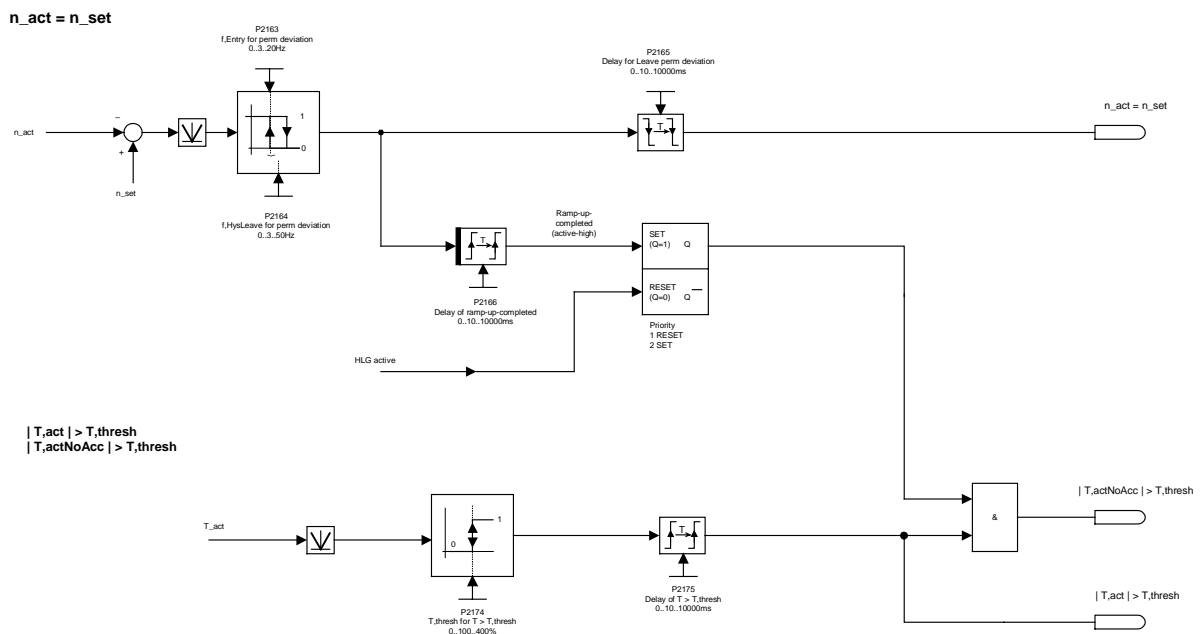 n_act = n_set
P2163
f,Entry for perm deviation
0..3..20Hz
P2165
Delay for Leave perm deviation
0..10..10000ms
n_act = n_set
n_act
–
+
n_set
1
0
P2164
f,HysLeave for perm deviation
0..3..50Hz
T
T
P2166
Delay of ramp-up-completed
0..10..10000ms
Ramp-up-
completed
(active-high)
SET
(Q=1) Q
RESET
(Q=0) Q
Priority
1 RESET
2 SET
HLG active
| T,act | > T,thresh
| T,actNoAcc | > T,thresh
T_act
1
0
P2174
T,thresh for T > T,thresh
0..100..400%
T
P2175
Delay of T > T,thresh
0..10..10000ms
&
| T,actNoAcc | > T,thresh
| T,act | > T,thresh